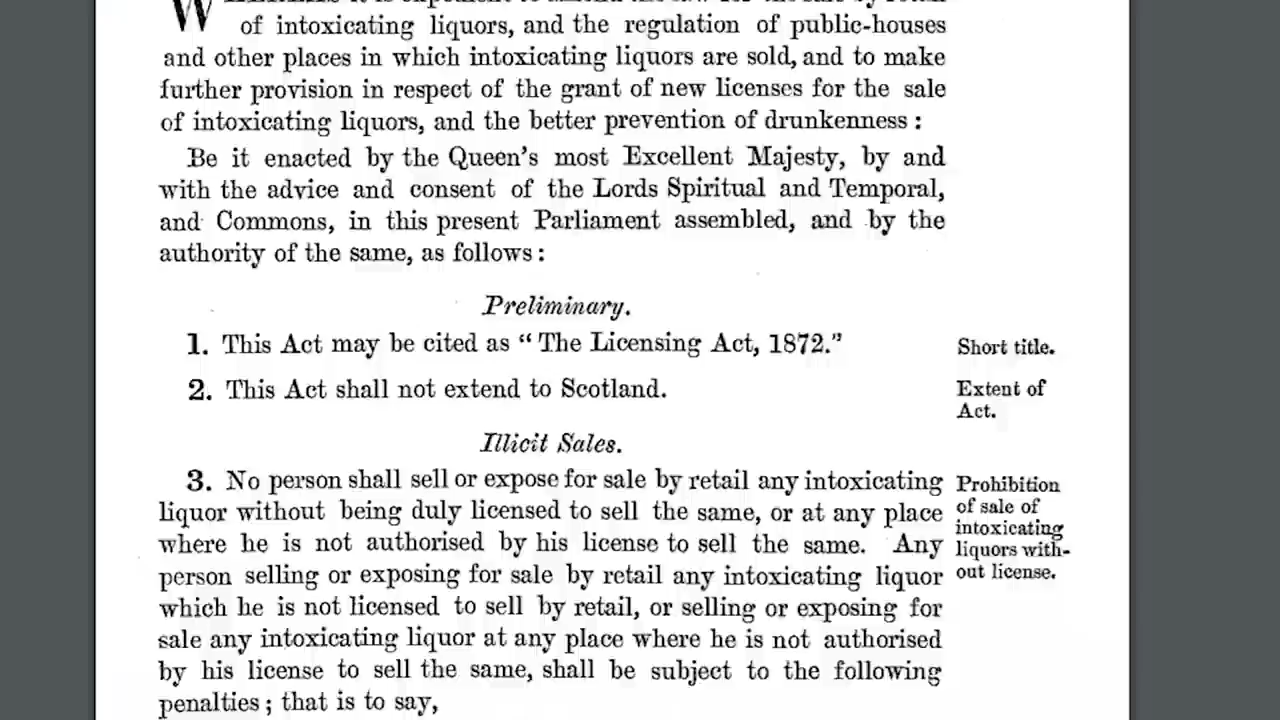 W
of intoxicating liquors, and the regulation of public-houses
and other places in which intoxicating liquors are sold, and to make
further provision in respect of the grant of new licenses for the sale
of intoxicating liquors, and the better prevention of drunkenness :
Be it enacted by the Queen's most Excellent Majesty, by and
with the advice and consent of the Lords Spiritual and Temporal,
and Commons, in this present Parliament assembled, and by the
authority of the same, as follows :
Preliminary.
1. This Act may be cited as “ The Licensing Act, 1872.”
Short title.
2. This Act shall not extend to Scotland.
Extent of
Act.
Illicit Sales.
3. No person shall sell or expose for sale by retail any intoxicating
liquor without being duly licensed to sell the same, or at any place
where he is not authorised by his license to sell the same. Any
person selling or exposing for sale by retail any intoxicating liquor
which he is not licensed to sell by retail, or selling or exposing for
sale any intoxicating liquor at any place where he is not authorised
by his license to sell the same, shall be subject to the following
penalties ; that is to say,
Prohibition
of sale of
intoxicating
liquors with-
out license.